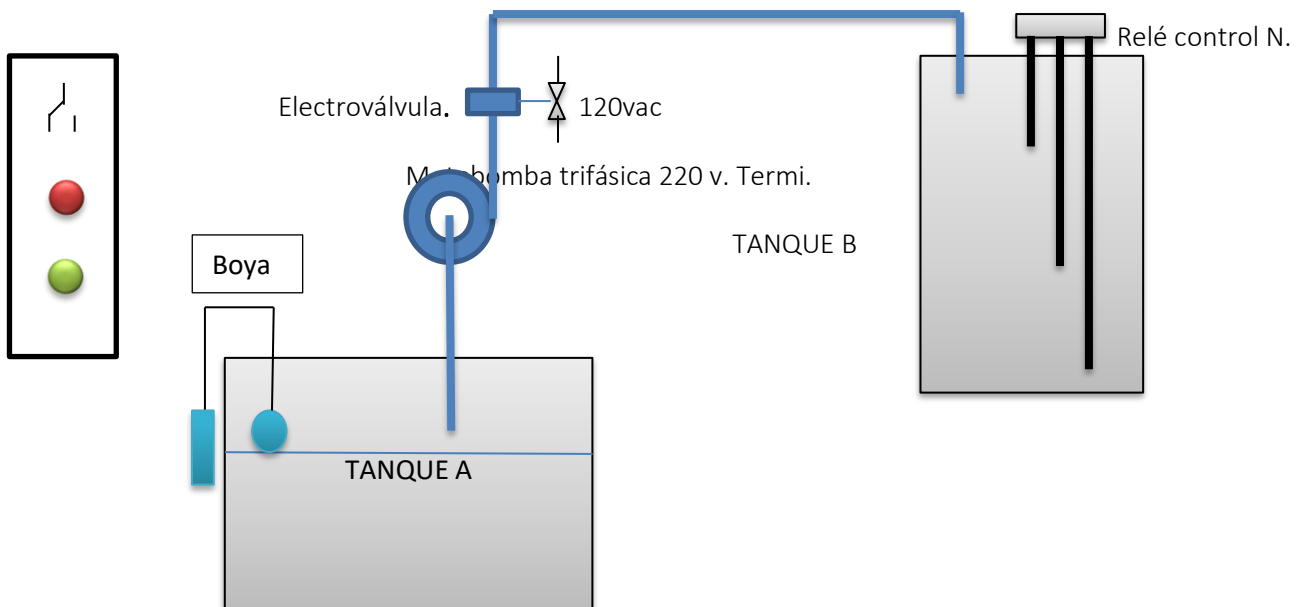 Relé control N.
Electroválvula.
120vac
bomba trifásica 220 v. Termi.
TANQUE B
Boya
TANQUE A